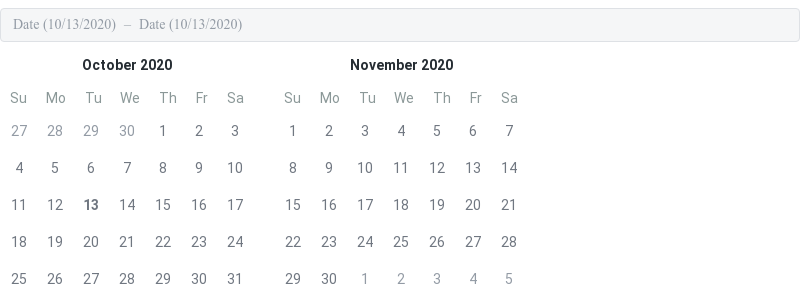 Date (10/13/2020) – Date (10/13/2020)
October 2020 November 2020
Su Mo Tu We Th Fr Sa Su Mo Tu We Th Fr Sa
27 28 29 30 1 2 3 1 2 3 4 5 6 7
4 5 6 7 8 9 10 8 9 10 11 12 13 14
11 12 13 14 15 16 17 15 16 17 18 19 20 21
18 19 20 21 22 23 24 22 23 24 25 26 27 28
25 26 27 28 29 30 31 29 30 1 2 3 4 5